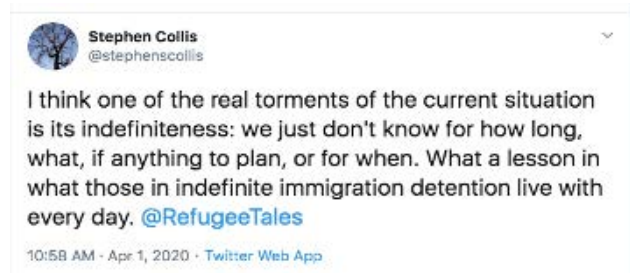 Stephen Collis
@stephenscollis
I think one of the real torments of the current situation
is its indefiniteness: we just don't know for how long,
what, if anything to plan, or for when. What a lesson in
what those in indefinite immigration detention live with
every day. @RefugeeTales
10:58 AM · Apr 1, 2020 · Twitter Web App